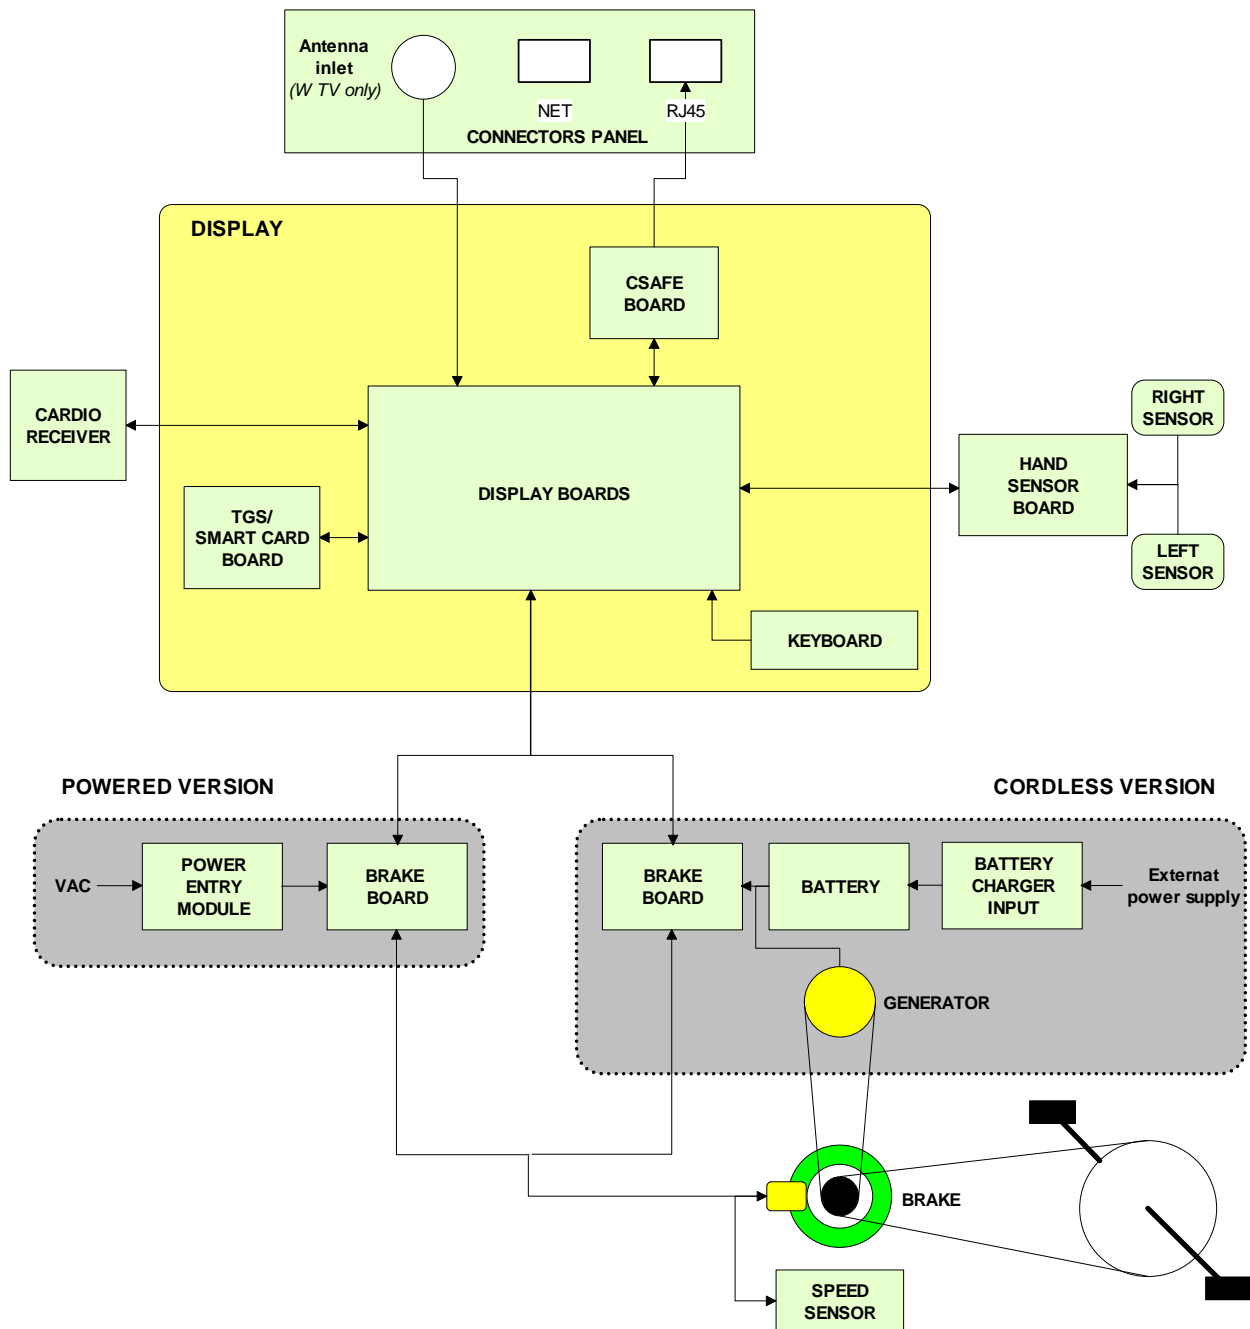 Antenna
inlet
(W TV only)
NET
RJ45
CONNECTORS PANEL
DISPLAY
CSAFE
BOARD
CARDIO
RECEIVER
DISPLAY BOARDS
TGS/
SMART CARD
BOARD
HAND
SENSOR
BOARD
RIGHT
SENSOR
LEFT
SENSOR
KEYBOARD
POWERED VERSION
CORDLESS VERSION
VAC
POWER
ENTRY
MODULE
BRAKE
BOARD
BRAKE
BOARD
BATTERY
BATTERY
CHARGER
INPUT
Externat
power supply
GENERATOR
BRAKE
SPEED
SENSOR